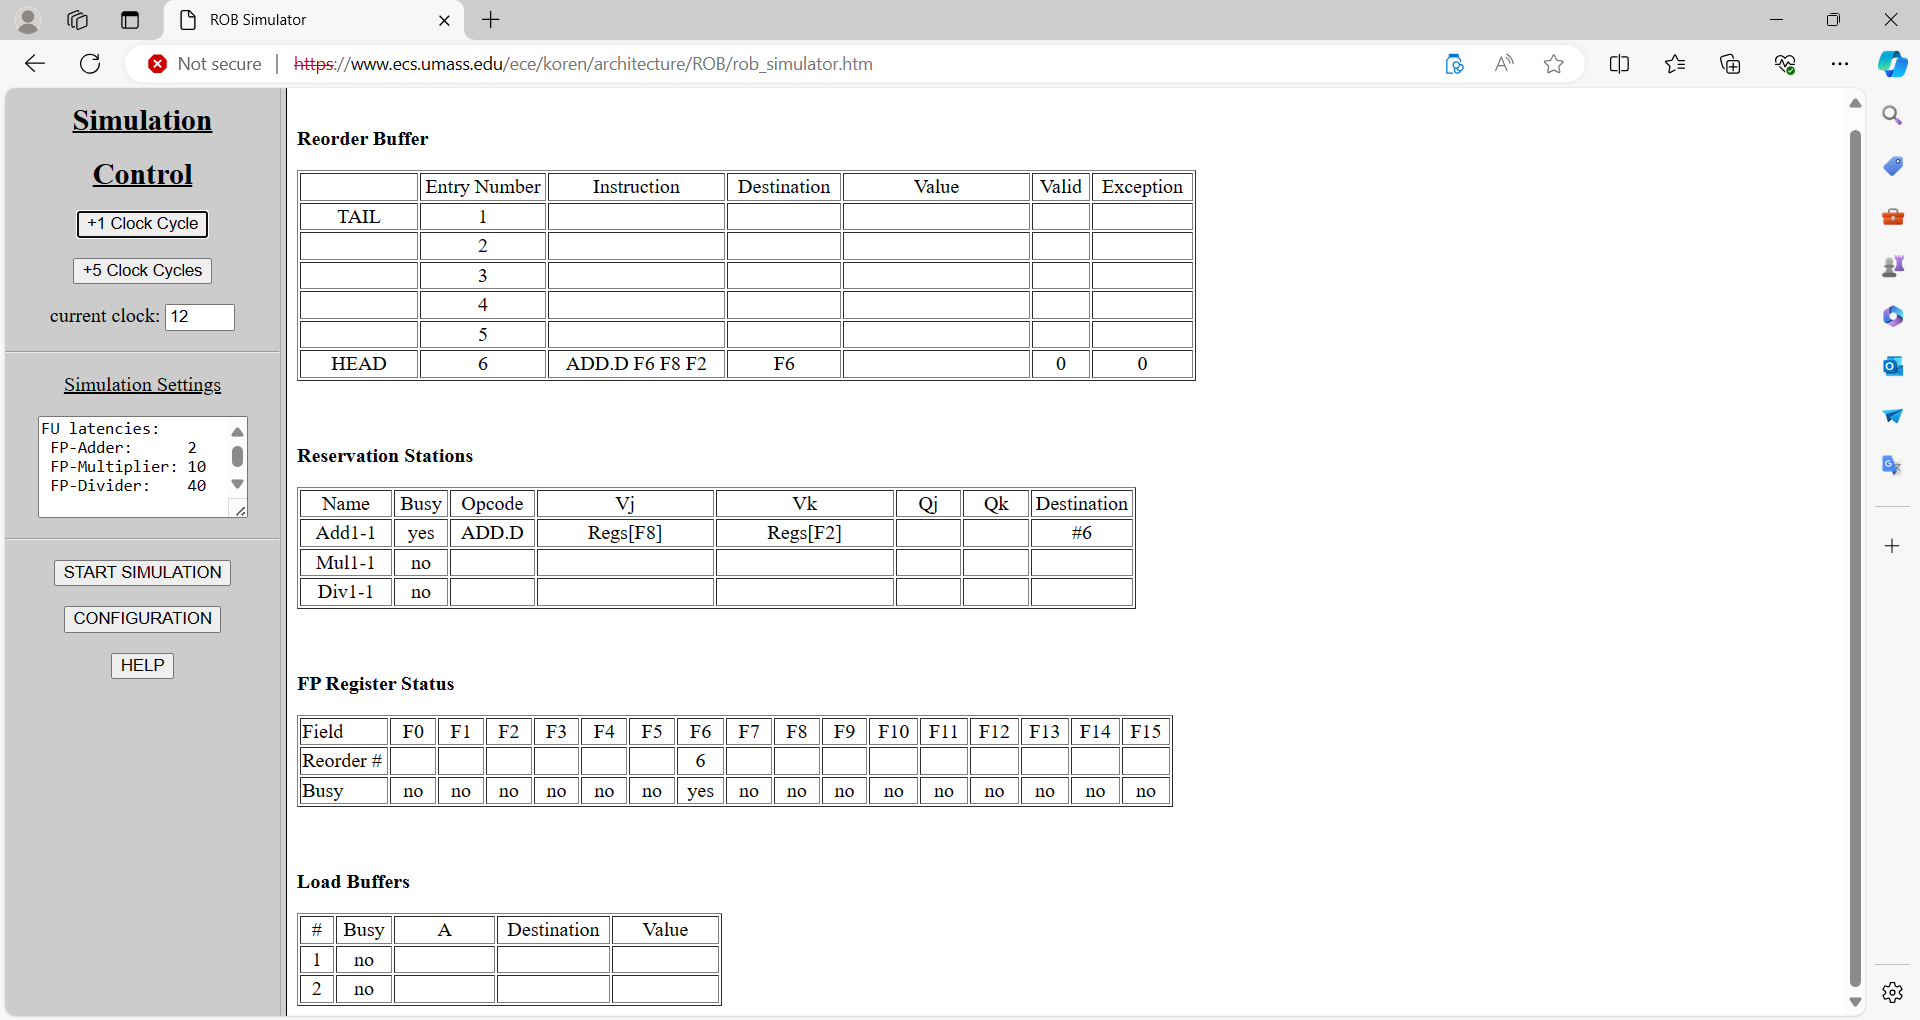 ROB Simulator
Not secure
https://www.ecs.umass.edu/ece/koren/architecture/ROB/rob_simulator.htm
Simulation
Control
+1 Clock Cycle
+5 Clock Cycles
current clock: 12
Simulation Settings
FU latencies:
FP-Adder: 2
FP-Multiplier: 10
FP-Divider: 40
START SIMULATION
CONFIGURATION
HELP
Reorder Buffer
Entry Number Instruction Destination Value Valid Exception
TAIL 1
2
3
4
5
HEAD 6 ADD.D F6 F8 F2 F6 0 0
Reservation Stations
Name Busy Opcode Vj Vk Qj Qk Destination
Add1-1 yes ADD.D Regs[F8] Regs[F2] #6
Mul1-1 no
Div1-1 no
FP Register Status
Field F0 F1 F2 F3 F4 F5 F6 F7 F8 F9 F10 F11 F12 F13 F14 F15
Reorder # 6
Busy no no no no no no yes no no no no no no no no no
Load Buffers
# Busy A Destination Value
1 no
2 no